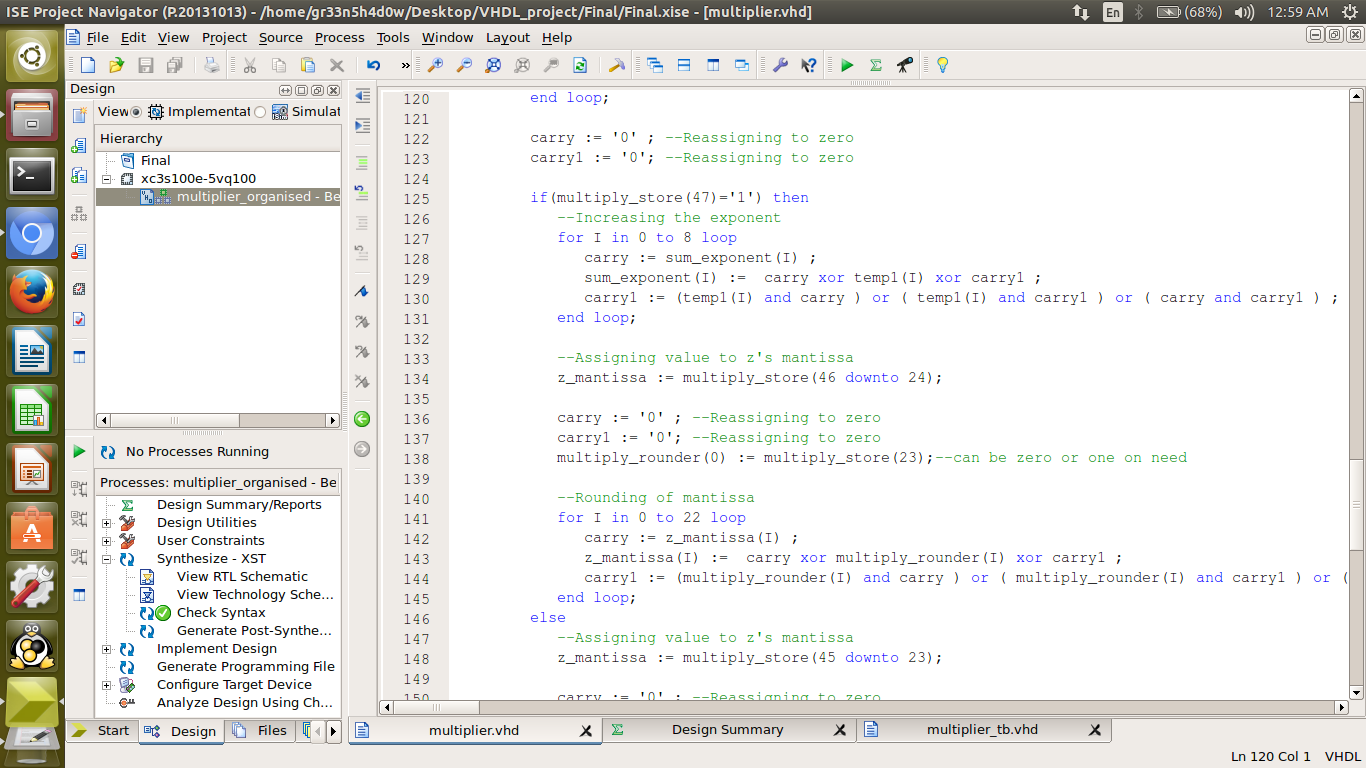 ISE Project Navigator (P.20131013) - /home/gr33n5h4d0w/Desktop/VHDL_project/Final/Final.xise - [multiplier.vhd]
En
(68%)
12:59 AM
File Edit View Project Source Process Tools Window Layout Help
»
Design
View Implementat Simulat
Hierarchy
Final
xc3s100e-5vq100
multiplier_organised - Be
No Processes Running
Processes: multiplier_organised - Be
Design Summary/Reports
Design Utilities
User Constraints
Synthesize - XST
View RTL Schematic
View Technology Sche...
Check Syntax
Generate Post-Synthe...
Implement Design
Generate Programming File
Configure Target Device
Analyze Design Using Ch...
Start Design Files
120 end loop;
121
122 carry := '0' ; --Reassigning to zero
123 carry1 := '0'; --Reassigning to zero
124
125 if(multiply_store(47)='1') then
126 --Increasing the exponent
127 for I in 0 to 8 loop
128 carry := sum_exponent(I) ;
129 sum_exponent(I) :=  carry xor temp1(I) xor carry1 ;
130 carry1 := (temp1(I) and carry ) or ( temp1(I) and carry1 ) or ( carry and carry1 ) ;
131 end loop;
132
133 --Assigning value to z's mantissa
134 z_mantissa := multiply_store(46 downto 24);
135
136 carry := '0' ; --Reassigning to zero
137 carry1 := '0'; --Reassigning to zero
138 multiply_rounder(0) := multiply_store(23);--can be zero or one on need
139
140 --Rounding of mantissa
141 for I in 0 to 22 loop
142 carry := z_mantissa(I) ;
143 z_mantissa(I) :=  carry xor multiply_rounder(I) xor carry1 ;
144 carry1 := (multiply_rounder(I) and carry ) or ( multiply_rounder(I) and carry1 ) or (
145 end loop;
146 else
147 --Assigning value to z's mantissa
148 z_mantissa := multiply_store(45 downto 23);
149
150 carry := '0' ; --Reassigning to zero
multiplier.vhd Design Summary multiplier_tb.vhd
Ln 120 Col 1 VHDL